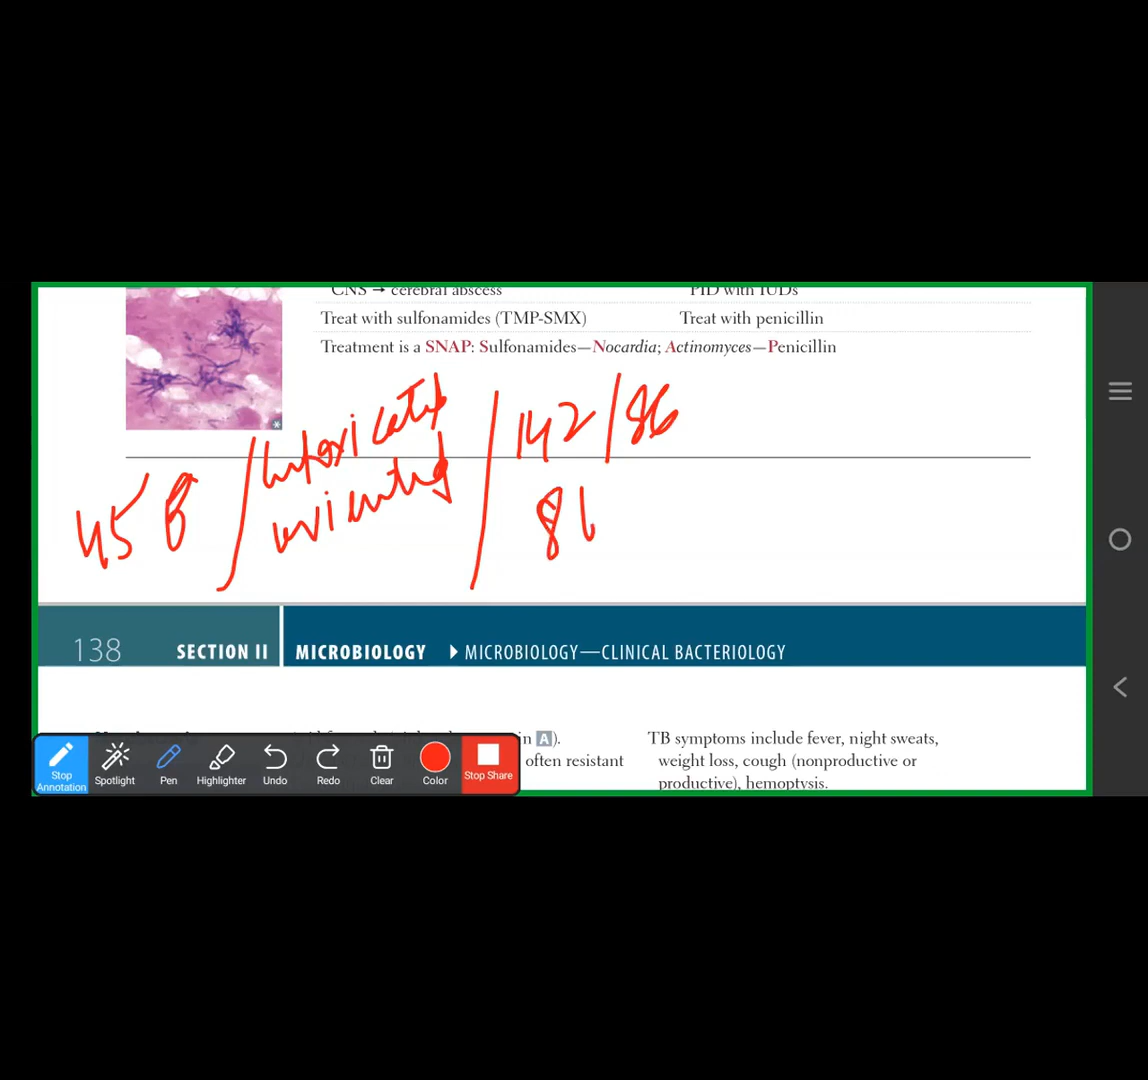 CNS → cerebral abscess
PID with IUDs
Treat with sulfonamides (TMP-SMX)
Treat with penicillin
Treatment is a SNAP: Sulfonamides—Nocardia; Actinomyces—Penicillin
45 / Intoxicated / 142/86
oriented
86
138 SECTION II MICROBIOLOGY ▶ MICROBIOLOGY—CLINICAL BACTERIOLOGY
in A).
often resistant
TB symptoms include fever, night sweats,
weight loss, cough (nonproductive or
productive), hemoptysis.
Stop Annotation
Spotlight
Pen
Highlighter
Undo
Redo
Clear
Color
Stop Share